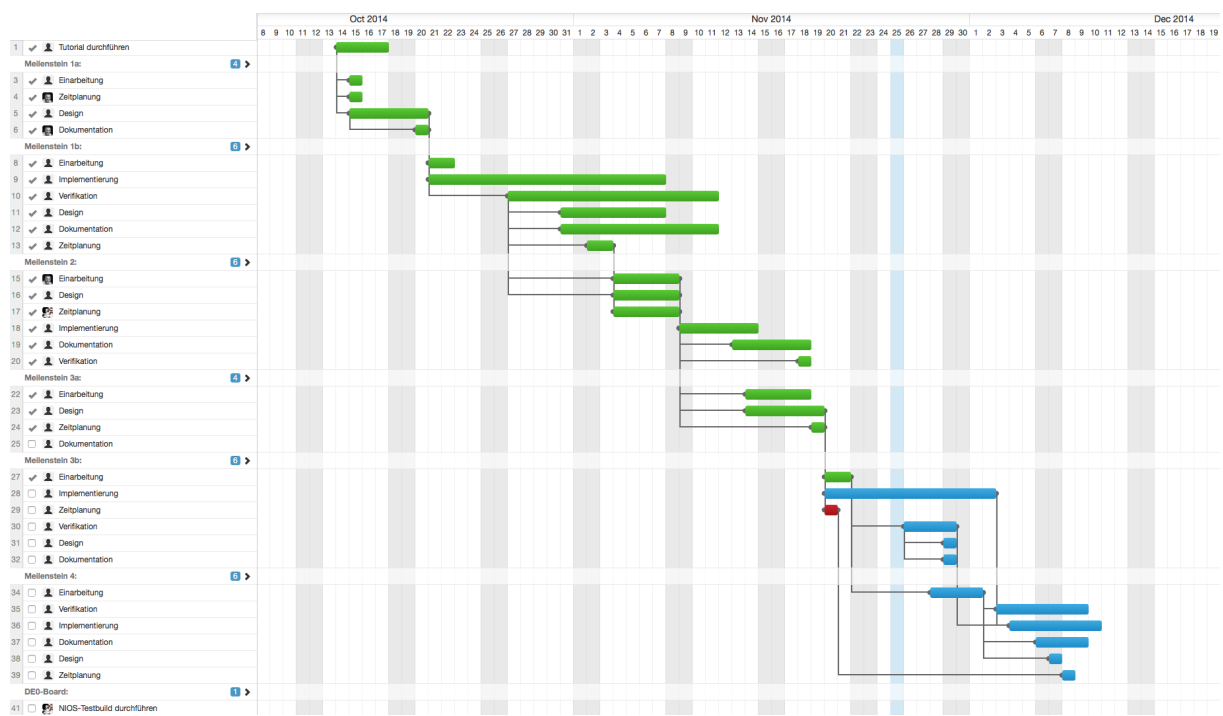 Oct 2014 Nov 2014 Dec 2014
8 9 10 11 12 13 14 15 16 17 18 19 20 21 22 23 24 25 26 27 28 29 30 31 1 2 3 4 5 6 7 8 9 10 11 12 13 14 15 16 17 18 19 20 21 22 23 24 25 26 27 28 29 30 1 2 3 4 5 6 7 8 9 10 11 12 13 14 15 16 17 18 19
1 Tutorial durchführen
Meilenstein 1a: 4
3 Einarbeitung
4 Zeitplanung
5 Design
6 Dokumentation
Meilenstein 1b: 6
8 Einarbeitung
9 Implementierung
10 Verifikation
11 Design
12 Dokumentation
13 Zeitplanung
Meilenstein 2: 6
15 Einarbeitung
16 Design
17 Zeitplanung
18 Implementierung
19 Dokumentation
20 Verifikation
Meilenstein 3a: 4
22 Einarbeitung
23 Design
24 Zeitplanung
25 Dokumentation
Meilenstein 3b: 6
27 Einarbeitung
28 Implementierung
29 Zeitplanung
30 Verifikation
31 Design
32 Dokumentation
Meilenstein 4: 6
34 Einarbeitung
35 Verifikation
36 Implementierung
37 Dokumentation
38 Design
39 Zeitplanung
DE0-Board: 1
41 NIOS-Testbuild durchführen